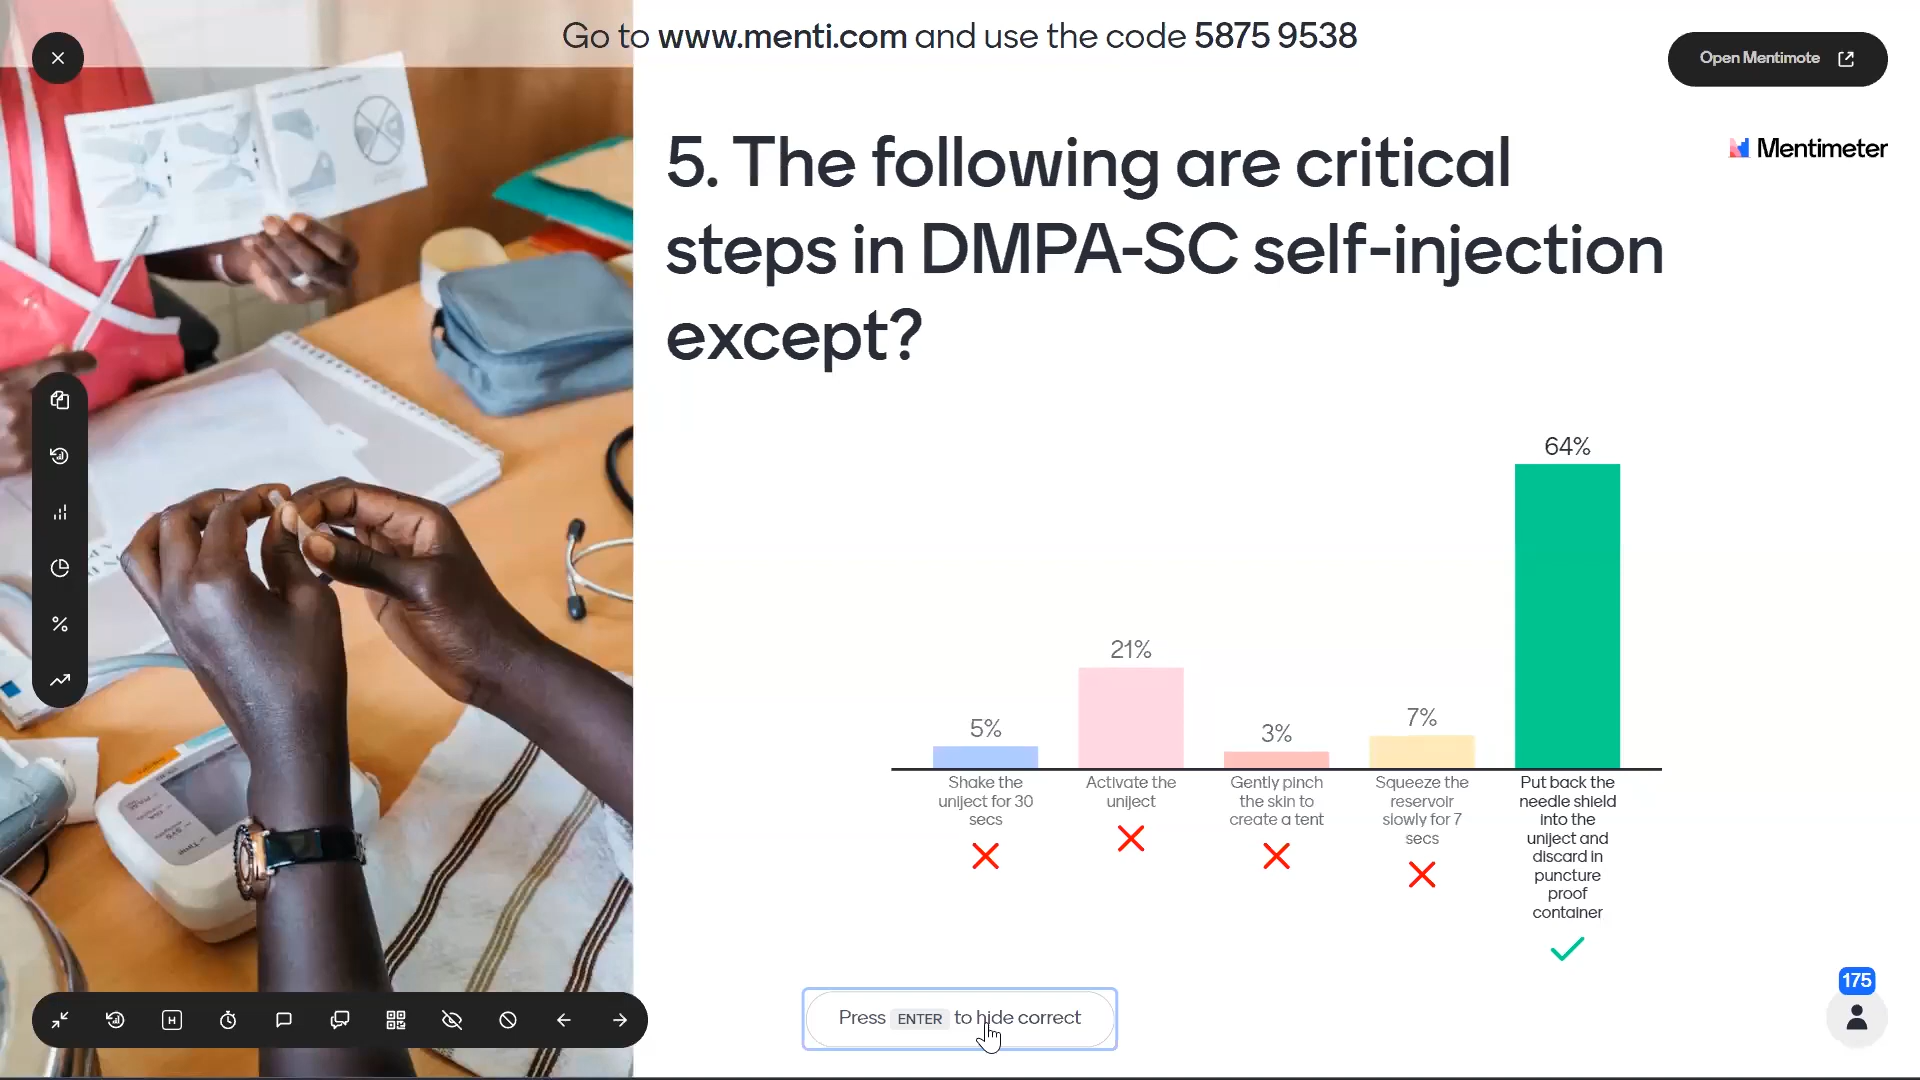 Go to www.menti.com and use the code 5875 9538
Open Mentimote
Mentimeter
5. The following are critical
steps in DMPA-SC self-injection
except?
64%
21%
7%
3%
5%
Shake the
uniject for 30
secs
Activate the
uniject
Gently pinch
the skin to
create a tent
Squeeze the
reservoir
slowly for 7
secs
Put back the
needle shield
into the
uniject and
discard in
puncture
proof
container
H
Press ENTER to hide correct
175